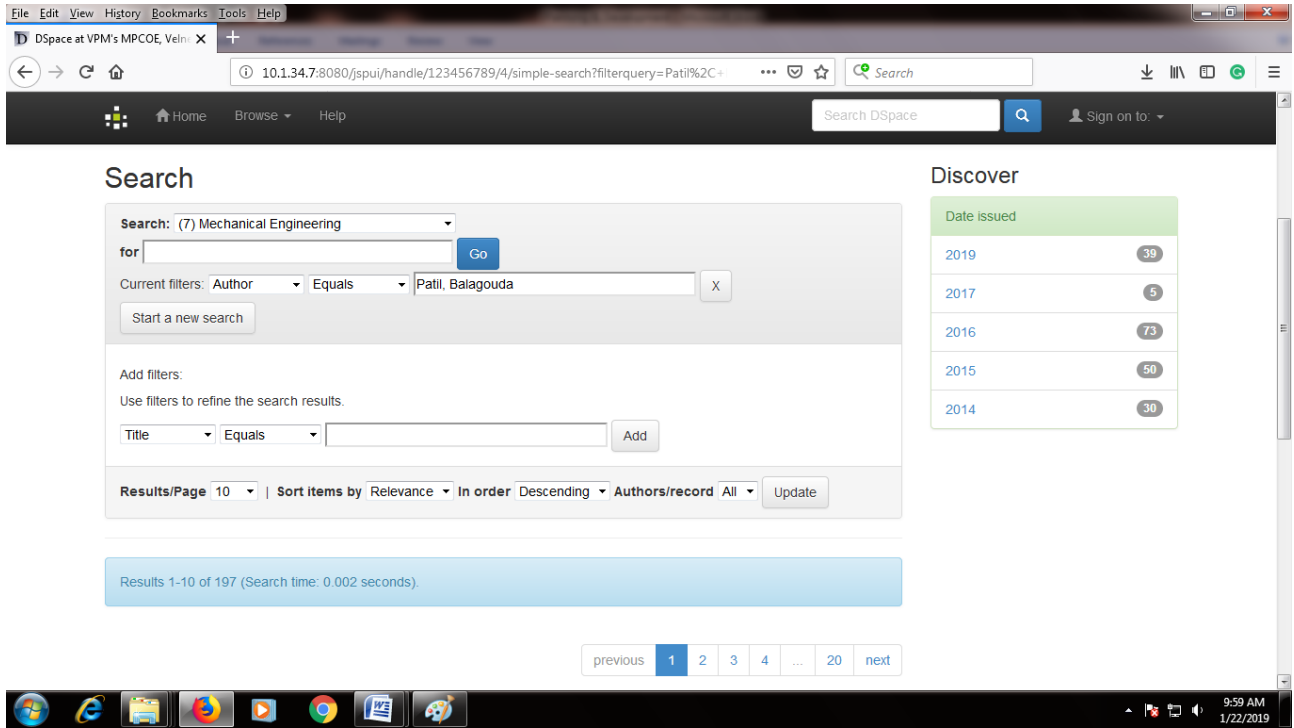 File Edit View History Bookmarks Tools Help
DSpace at VPM's MPCOE, Veln
10.1.34.7:8080/jspui/handle/123456789/4/simple-search?filterquery=Patil%2C+
Search
Home Browse Help
Search DSpace
Sign on to:
Search
Search: (7) Mechanical Engineering
for
Go
Current filters: Author Equals Patil, Balagouda X
Start a new search
Add filters:
Use filters to refine the search results.
Title Equals Add
Results/Page 10 | Sort items by Relevance In order Descending Authors/record All Update
Results 1-10 of 197 (Search time: 0.002 seconds).
previous 1 2 3 4 ... 20 next
Discover
Date issued
2019 39
2017 5
2016 73
2015 50
2014 30
9:59 AM
1/22/2019